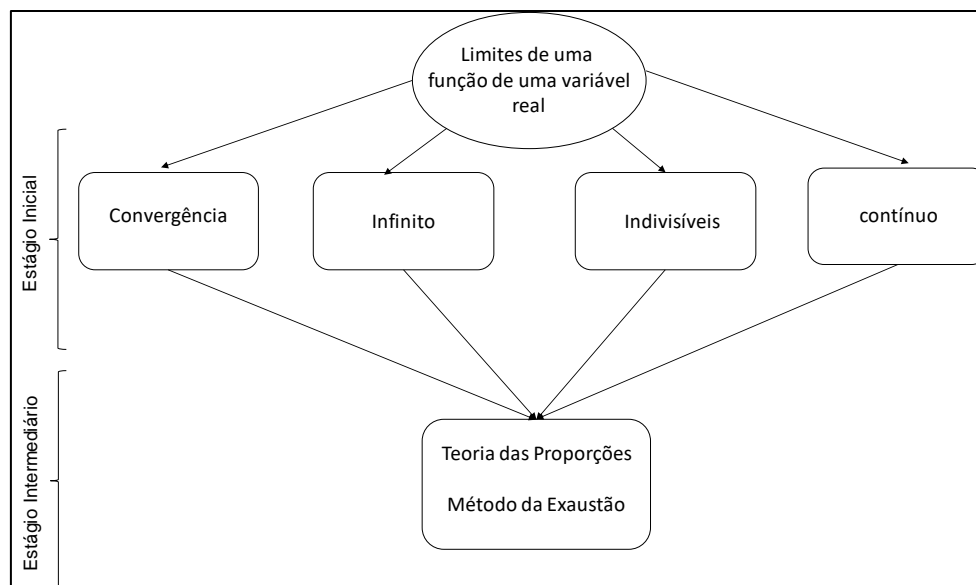 Limites de uma
função de uma variável
real
Estágio Inicial
Convergência
Infinito
Indivisíveis
contínuo
Estágio Intermediário
Teoria das Proporções
Método da Exaustão